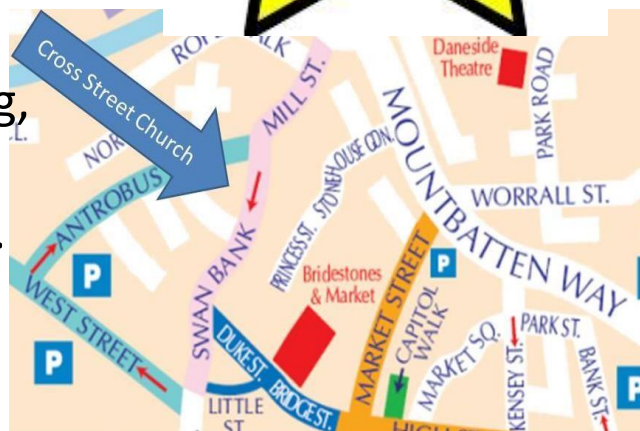 Cross Street Church
g,
CL.
.
ROPEWALK
MILL ST.
Daneside
Theatre
PARK ROAD
NOR
ANTROBUS
MOUNTBATTEN WAY
STONEHOUSE GDN.
PRINCESS ST.
WORRALL ST.
SWAN BANK
WEST STREET
P
P
P
P
Bridestones
& Market
MARKET STREET
CAPITOL
WALK
MARKET SQ.
PARK ST.
KENSEY ST.
BANK ST.
DUKE ST.
BRIDGE ST.
LITTLE
ST.
HIGH